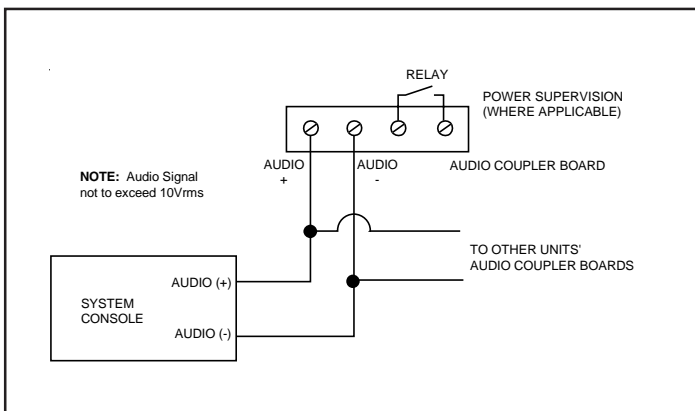 RELAY
POWER SUPERVISION
(WHERE APPLICABLE)
AUDIO
+
AUDIO
-
AUDIO COUPLER BOARD
NOTE: Audio Signal
not to exceed 10Vrms
TO OTHER UNITS'
AUDIO COUPLER BOARDS
SYSTEM
CONSOLE
AUDIO (+)
AUDIO (-)